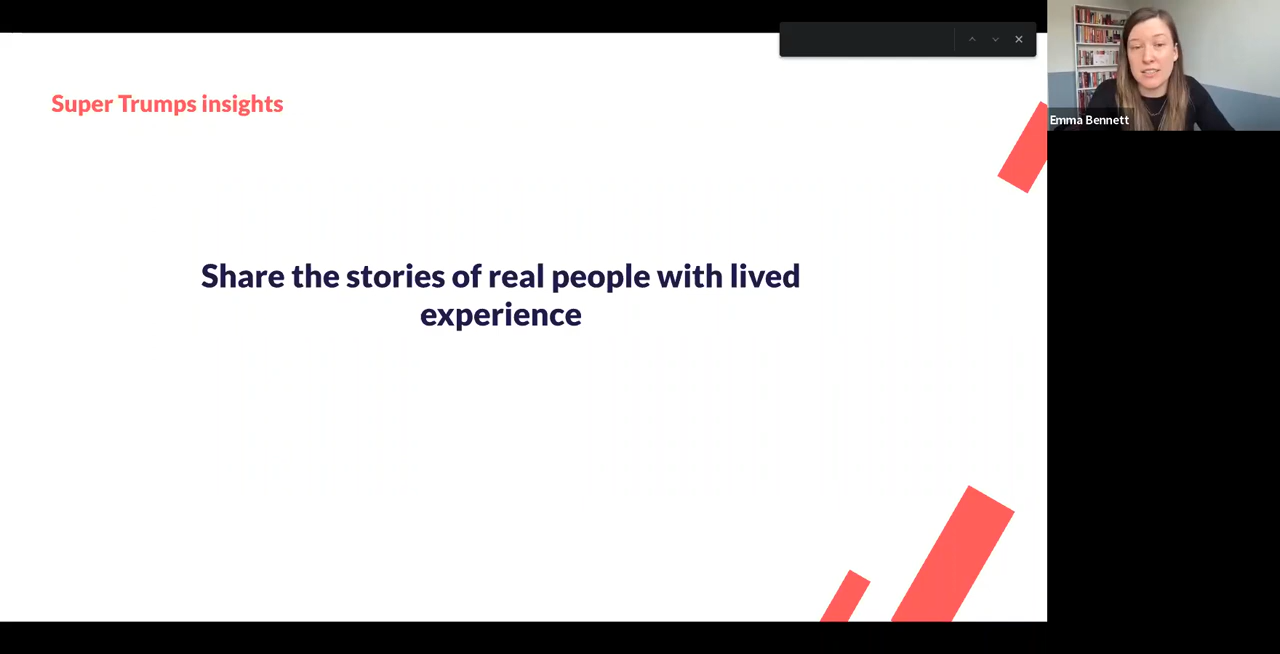 Super Trumps insights
Emma Bennett
Share the stories of real people with lived
experience